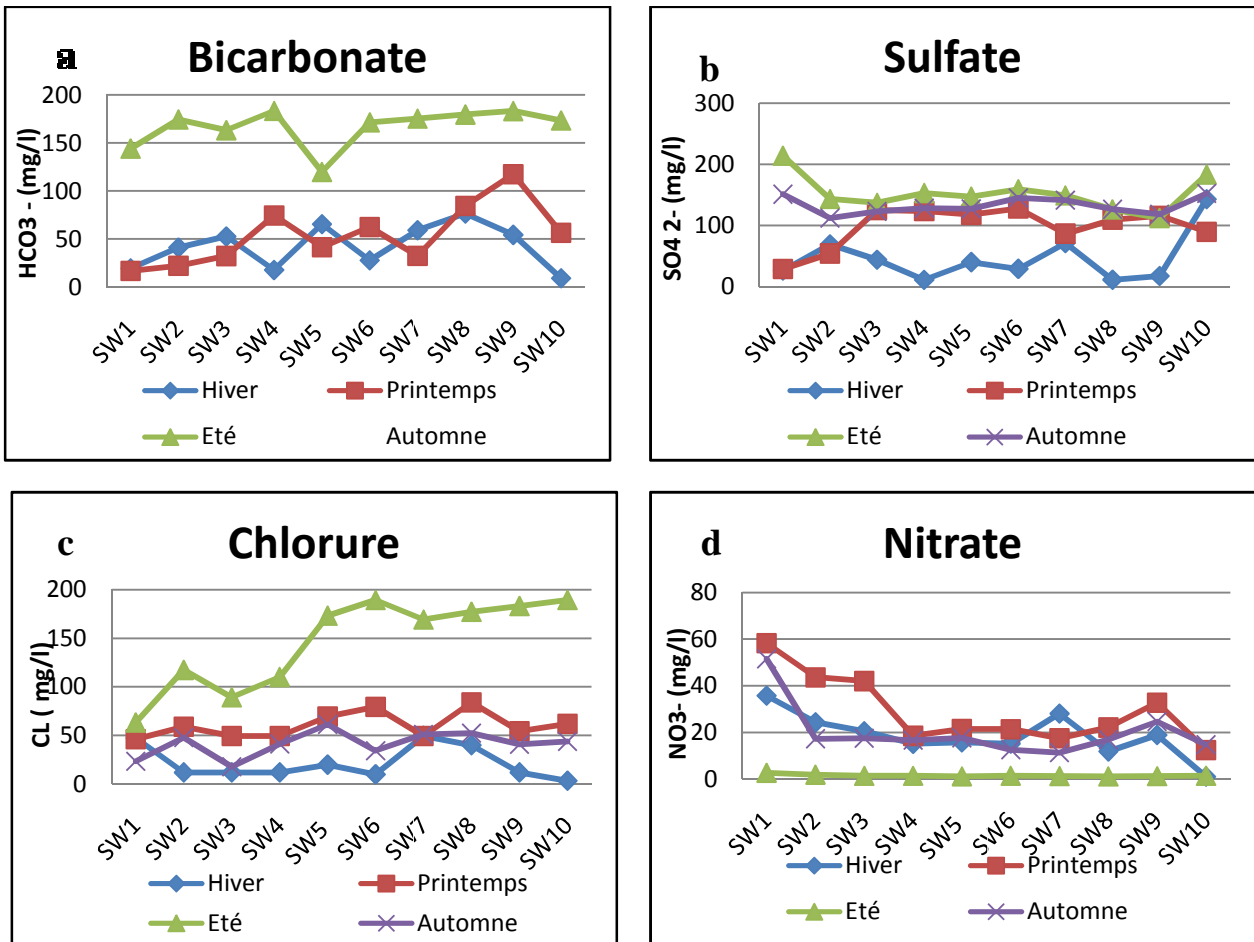 a
Bicarbonate
HCO3 - (mg/l)
200
150
100
50
0
SW1
SW2
SW3
SW4
SW5
SW6
SW7
SW8
SW9
SW10
Hiver
Printemps
Eté
Automne
b
Sulfate
SO4 2- (mg/l)
300
200
100
0
SW1
SW2
SW3
SW4
SW5
SW6
SW7
SW8
SW9
SW10
Hiver
Printemps
Eté
Automne
c
Chlorure
CL ( mg/l)
200
150
100
50
0
SW1
SW2
SW3
SW4
SW5
SW6
SW7
SW8
SW9
SW10
Hiver
Printemps
Eté
Automne
d
Nitrate
NO3- (mg/l)
80
60
40
20
0
SW1
SW2
SW3
SW4
SW5
SW6
SW7
SW8
SW9
SW10
Hiver
Printemps
Eté
Automne